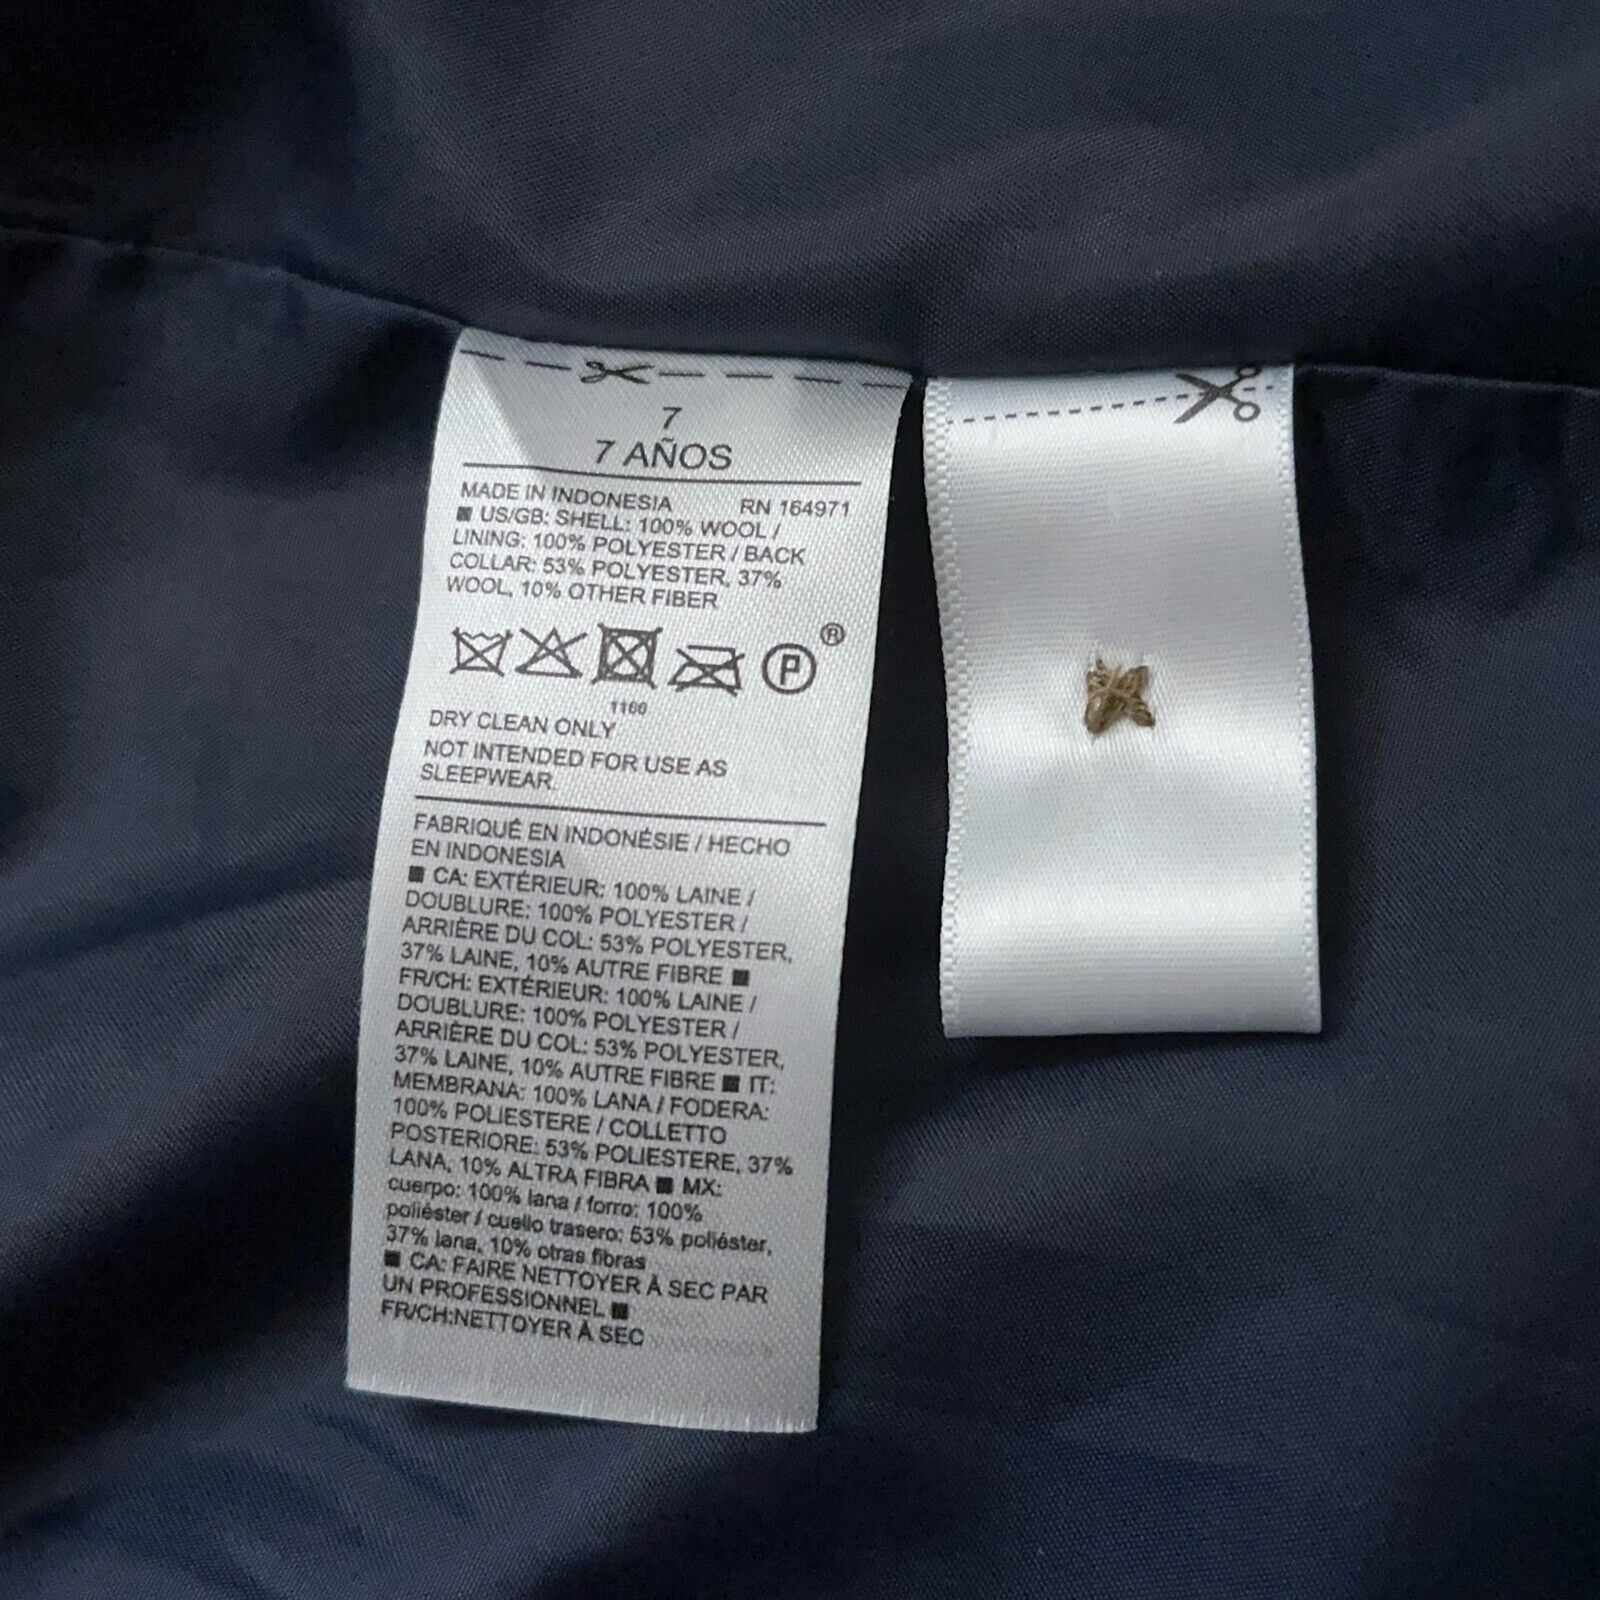 7
7 AÑOS
MADE IN INDONESIA RN 164971
■ US/GB: SHELL: 100% WOOL /
LINING: 100% POLYESTER / BACK
COLLAR: 53% POLYESTER, 37%
WOOL, 10% OTHER FIBER
P ®
1166
DRY CLEAN ONLY
NOT INTENDED FOR USE AS
SLEEPWEAR.
FABRIQUÉ EN INDONÉSIE / HECHO
EN INDONESIA
■ CA: EXTÉRIEUR: 100% LAINE /
DOUBLURE: 100% POLYESTER /
ARRIÈRE DU COL: 53% POLYESTER,
37% LAINE, 10% AUTRE FIBRE ■
FR/CH: EXTÉRIEUR: 100% LAINE /
DOUBLURE: 100% POLYESTER /
ARRIÈRE DU COL: 53% POLYESTER,
37% LAINE, 10% AUTRE FIBRE ■ IT:
MEMBRANA: 100% LANA / FODERA:
100% POLIESTERE / COLLETTO
POSTERIORE: 53% POLIESTERE, 37%
LANA, 10% ALTRA FIBRA ■ MX:
cuerpo: 100% lana / forro: 100%
poliéster / cuello trasero: 53% poliéster,
37% lana, 10% otras fibras
■ CA: FAIRE NETTOYER À SEC PAR
UN PROFESSIONNEL ■
FR/CH:NETTOYER À SEC